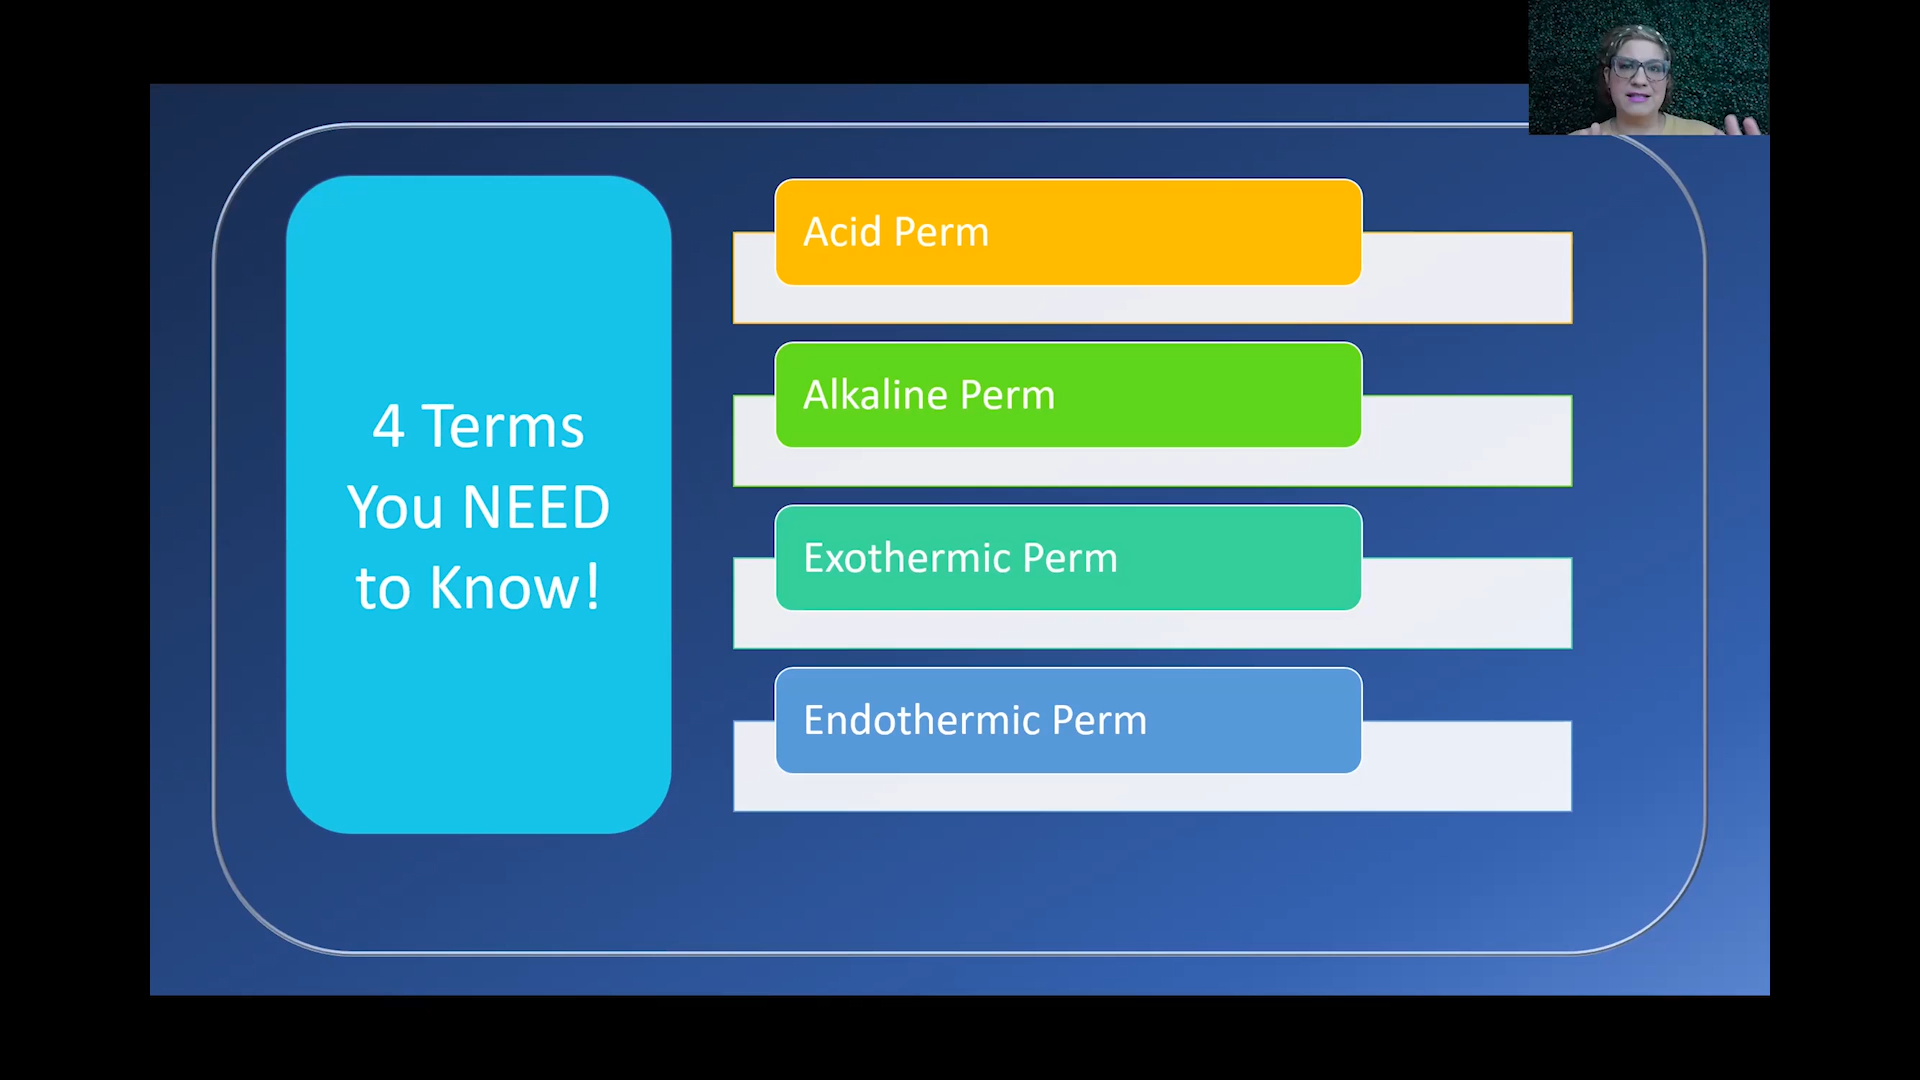 4 Terms
You NEED
to Know!
Acid Perm
Alkaline Perm
Exothermic Perm
Endothermic Perm